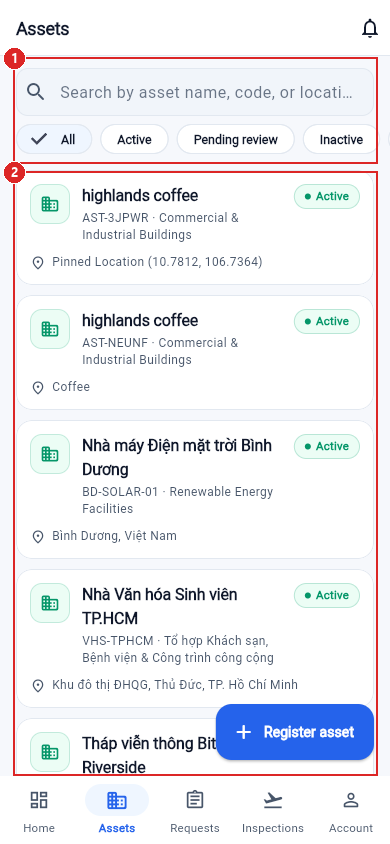 Assets
1
Search by asset name, code, or locati...
All
Active
Pending review
Inactive
2
highlands coffee
Active
AST-3JPWR · Commercial &
Industrial Buildings
Pinned Location (10.7812, 106.7364)
highlands coffee
Active
AST-NEUNF · Commercial &
Industrial Buildings
Coffee
Nhà máy Điện mặt trời Bình
Dương
Active
BD-SOLAR-01 · Renewable Energy
Facilities
Bình Dương, Việt Nam
Nhà Văn hóa Sinh viên
TP.HCM
Active
VHS-TPHCM · Tổ hợp Khách sạn,
Bệnh viện & Công trình công cộng
Khu đô thị ĐHQG, Thủ Đức, TP. Hồ Chí Minh
Tháp viễn thông Bit
Riverside
+ Register asset
Home
Assets
Requests
Inspections
Account